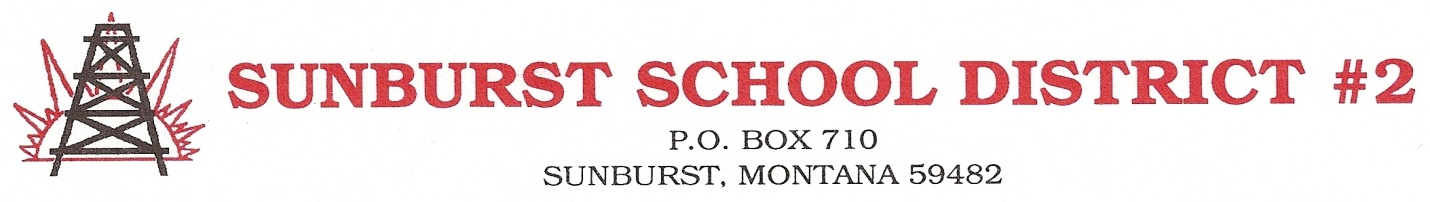 SUNBURST SCHOOL DISTRICT #2
P.O. BOX 710
SUNBURST, MONTANA 59482